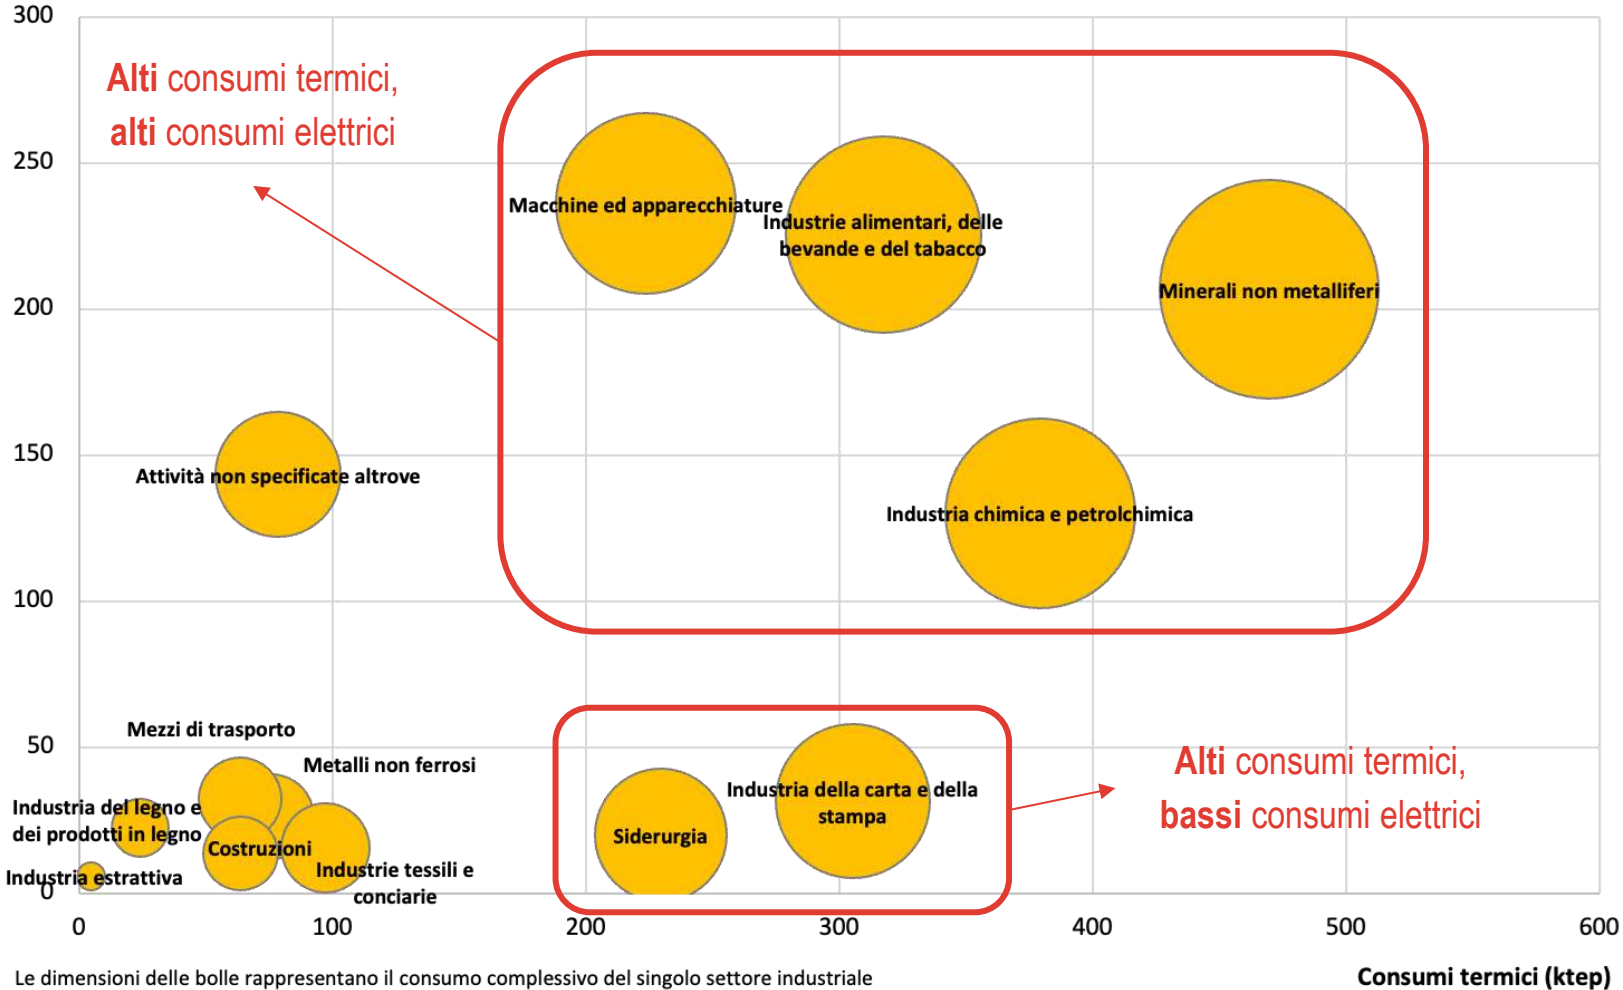 300
Alti consumi termici,
alti consumi elettrici
250
Macchine ed apparecchiature
Industrie alimentari, delle
bevande e del tabacco
Minerali non metalliferi
200
150
Attività non specificate altrove
Industria chimica e petrolchimica
100
Mezzi di trasporto
50
Metalli non ferrosi
Alti consumi termici,
bassi consumi elettrici
Industria del legno e
dei prodotti in legno
Industria della carta e della
stampa
Siderurgia
Costruzioni
Industrie tessili e
conciarie
Industria estrattiva
0
0 100 200 300 400 500 600
Le dimensioni delle bolle rappresentano il consumo complessivo del singolo settore industriale
Consumi termici (ktep)